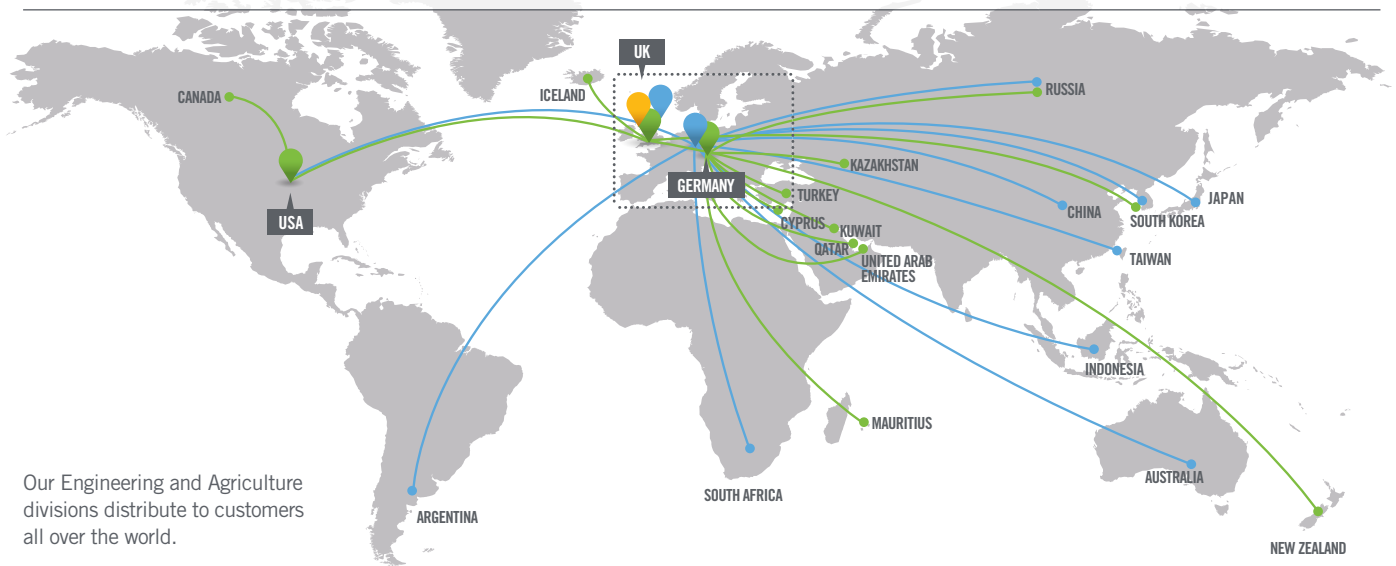 UK
CANADA
ICELAND
RUSSIA
KAZAKHSTAN
GERMANY
TURKEY
JAPAN
CHINA
SOUTH KOREA
USA
CYPRUS
KUWAIT
QATAR
UNITED ARAB
EMIRATES
TAIWAN
INDONESIA
MAURITIUS
AUSTRALIA
SOUTH AFRICA
ARGENTINA
NEW ZEALAND
Our Engineering and Agriculture
divisions distribute to customers
all over the world.